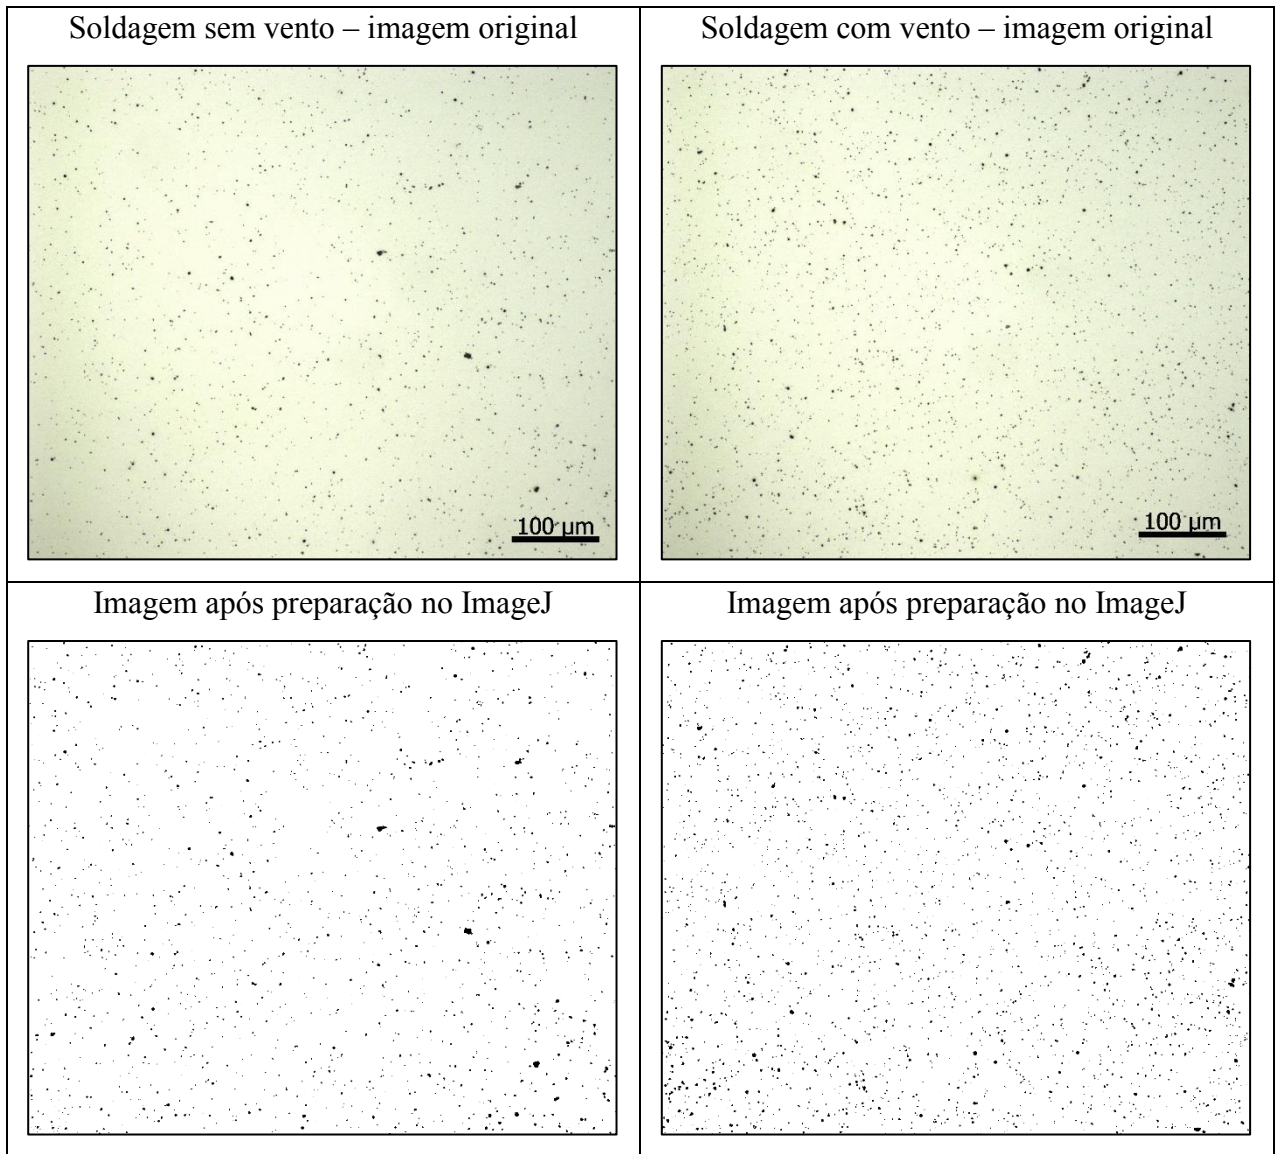 Soldagem sem vento – imagem original
Soldagem com vento – imagem original
100 µm
100 µm
Imagem após preparação no ImageJ
Imagem após preparação no ImageJ